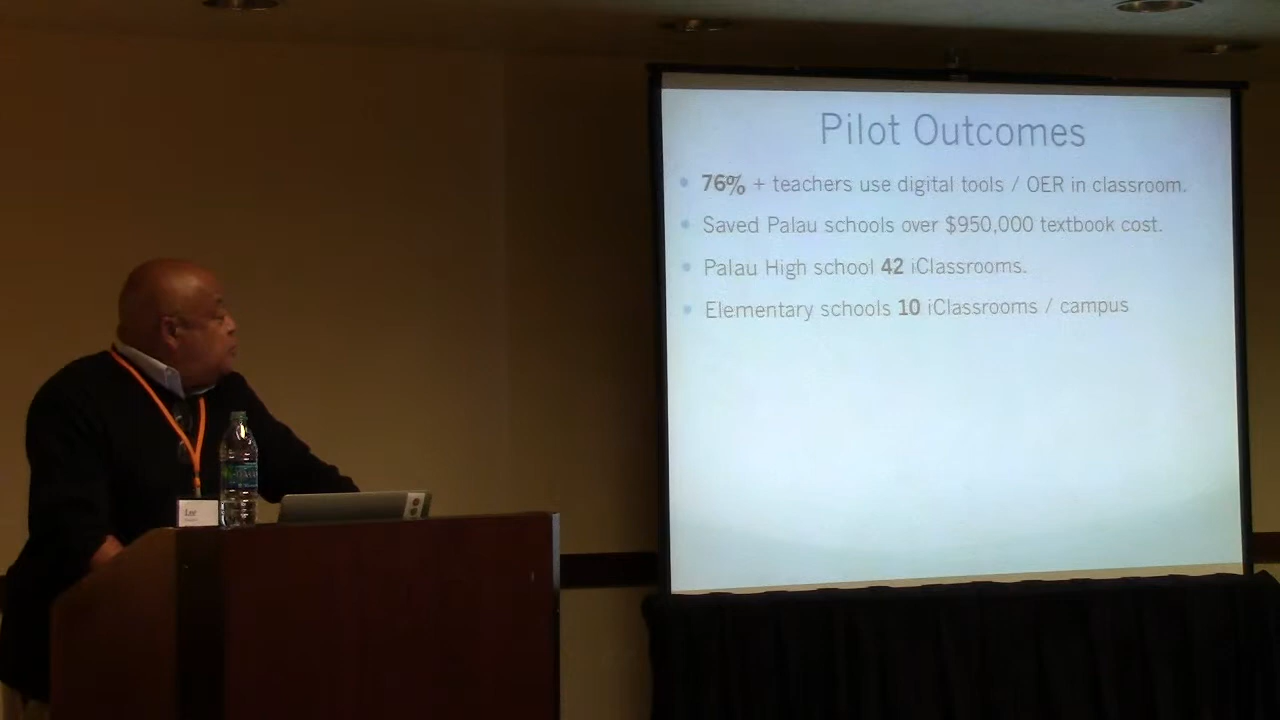 Pilot Outcomes
76% + teachers use digital tools / OER in classroom.
Saved Palau schools over $950,000 textbook cost.
Palau High school 42 iClassrooms.
Elementary schools 10 iClassrooms / campus
Lee